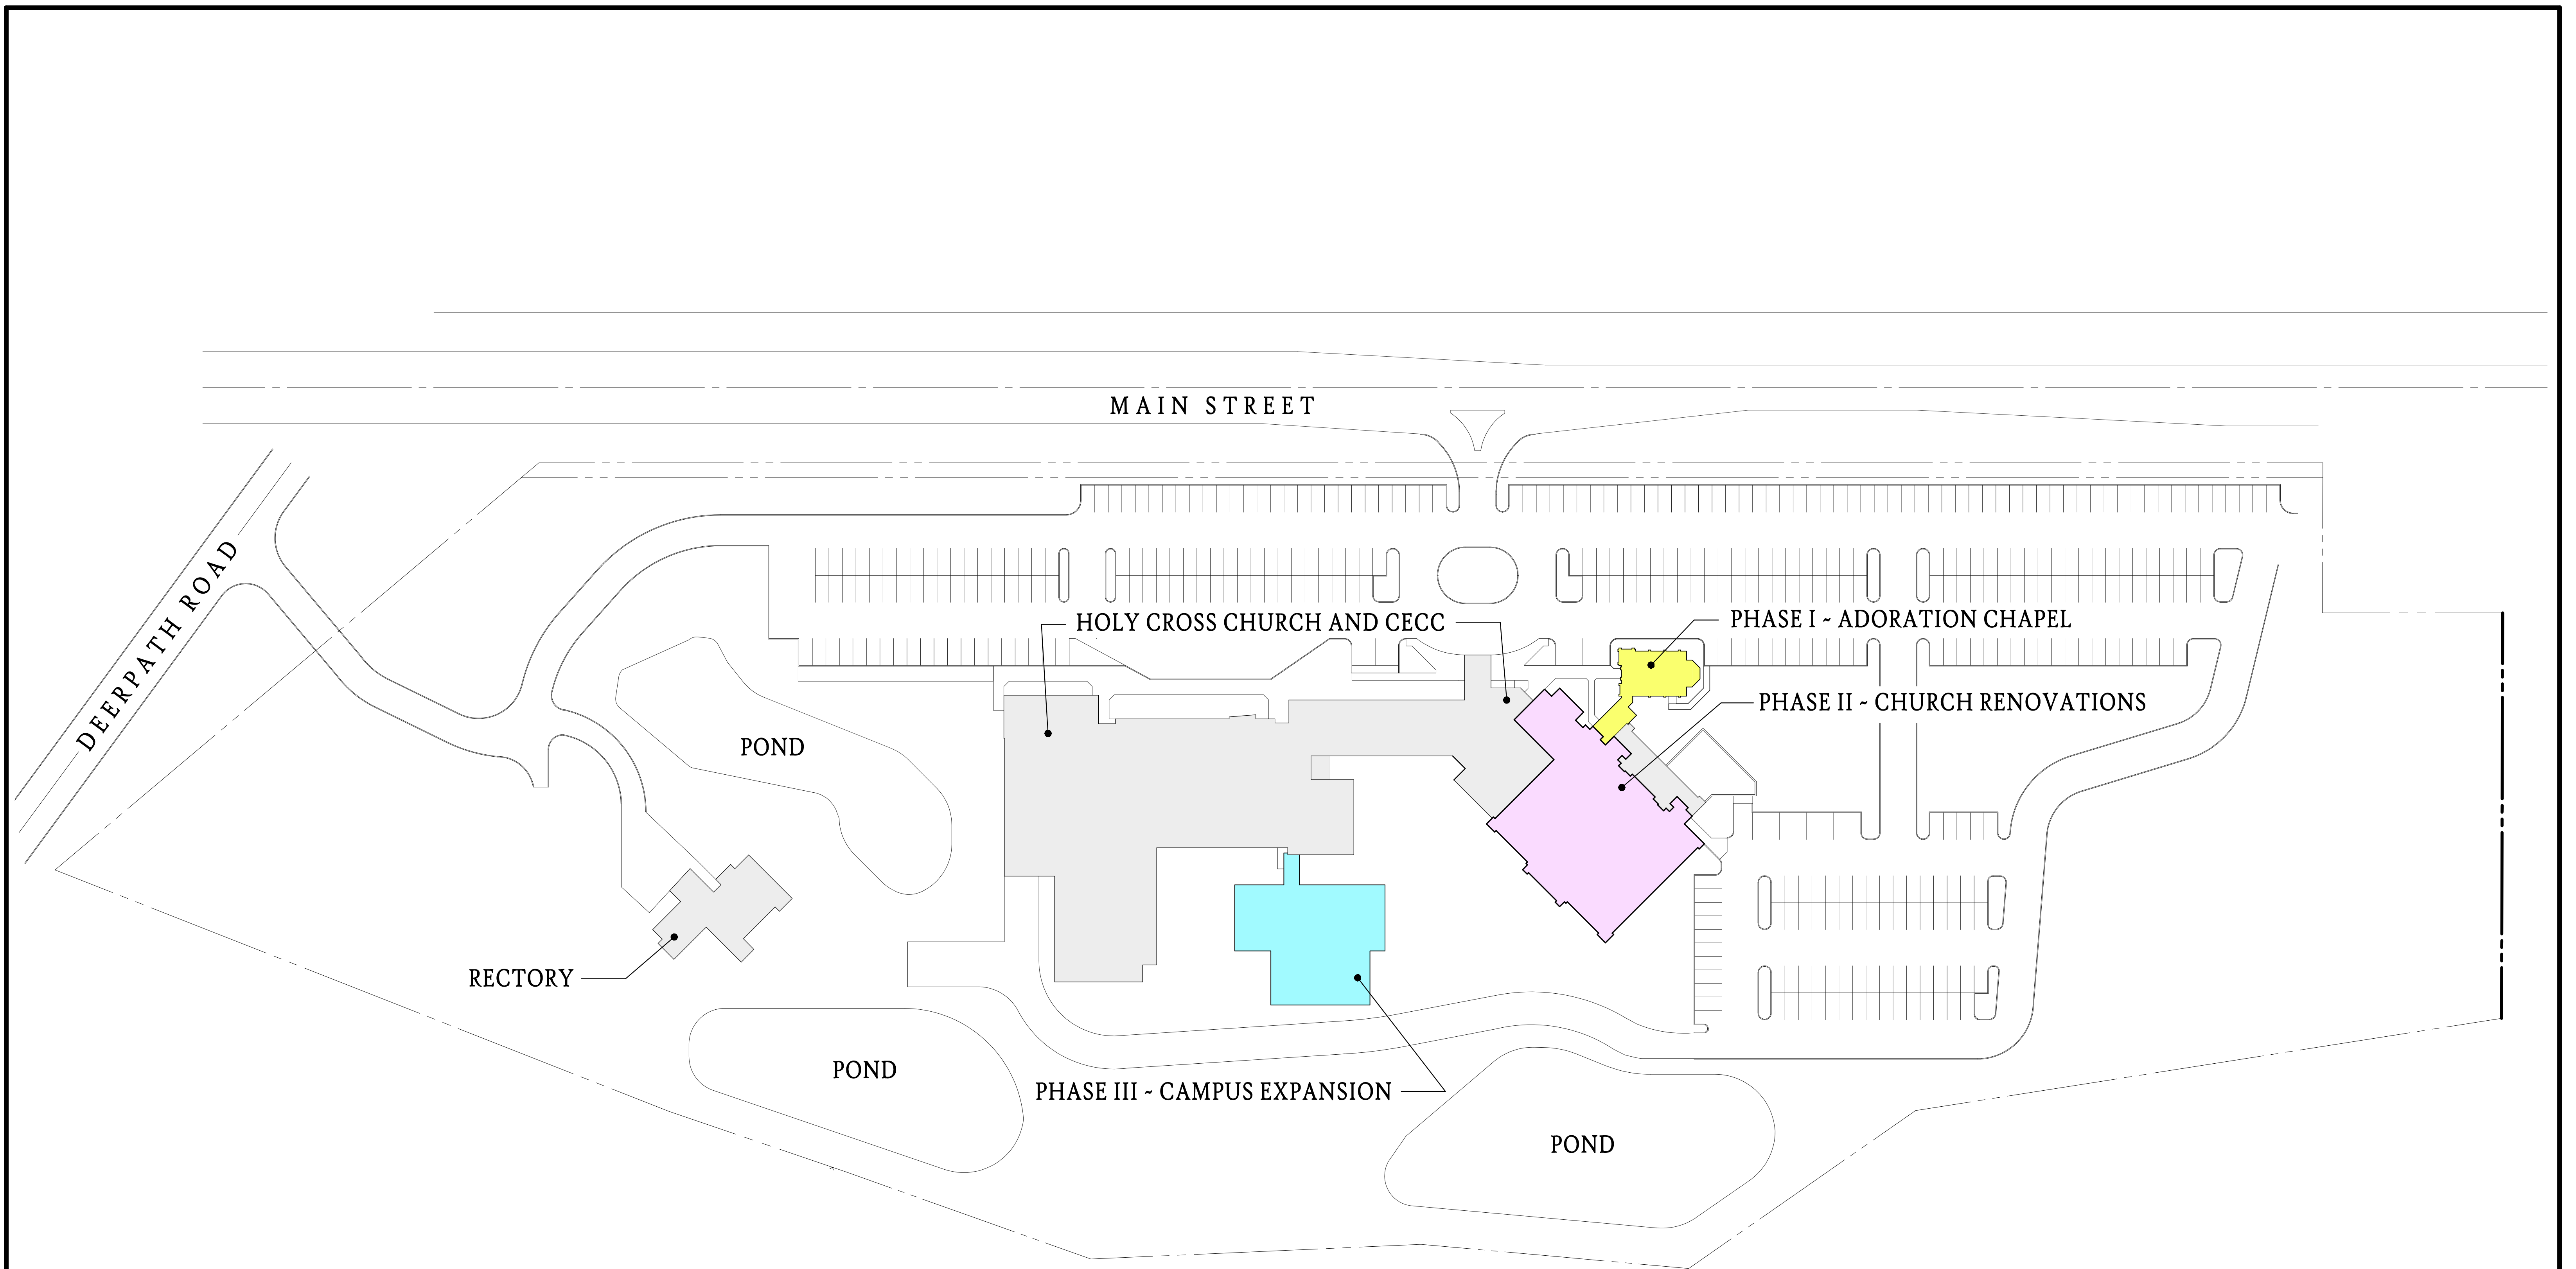 MAIN STREET
DEERPATH ROAD
HOLY CROSS CHURCH AND CECC
PHASE I ~ ADORATION CHAPEL
PHASE II ~ CHURCH RENOVATIONS
POND
RECTORY
POND
PHASE III ~ CAMPUS EXPANSION
POND